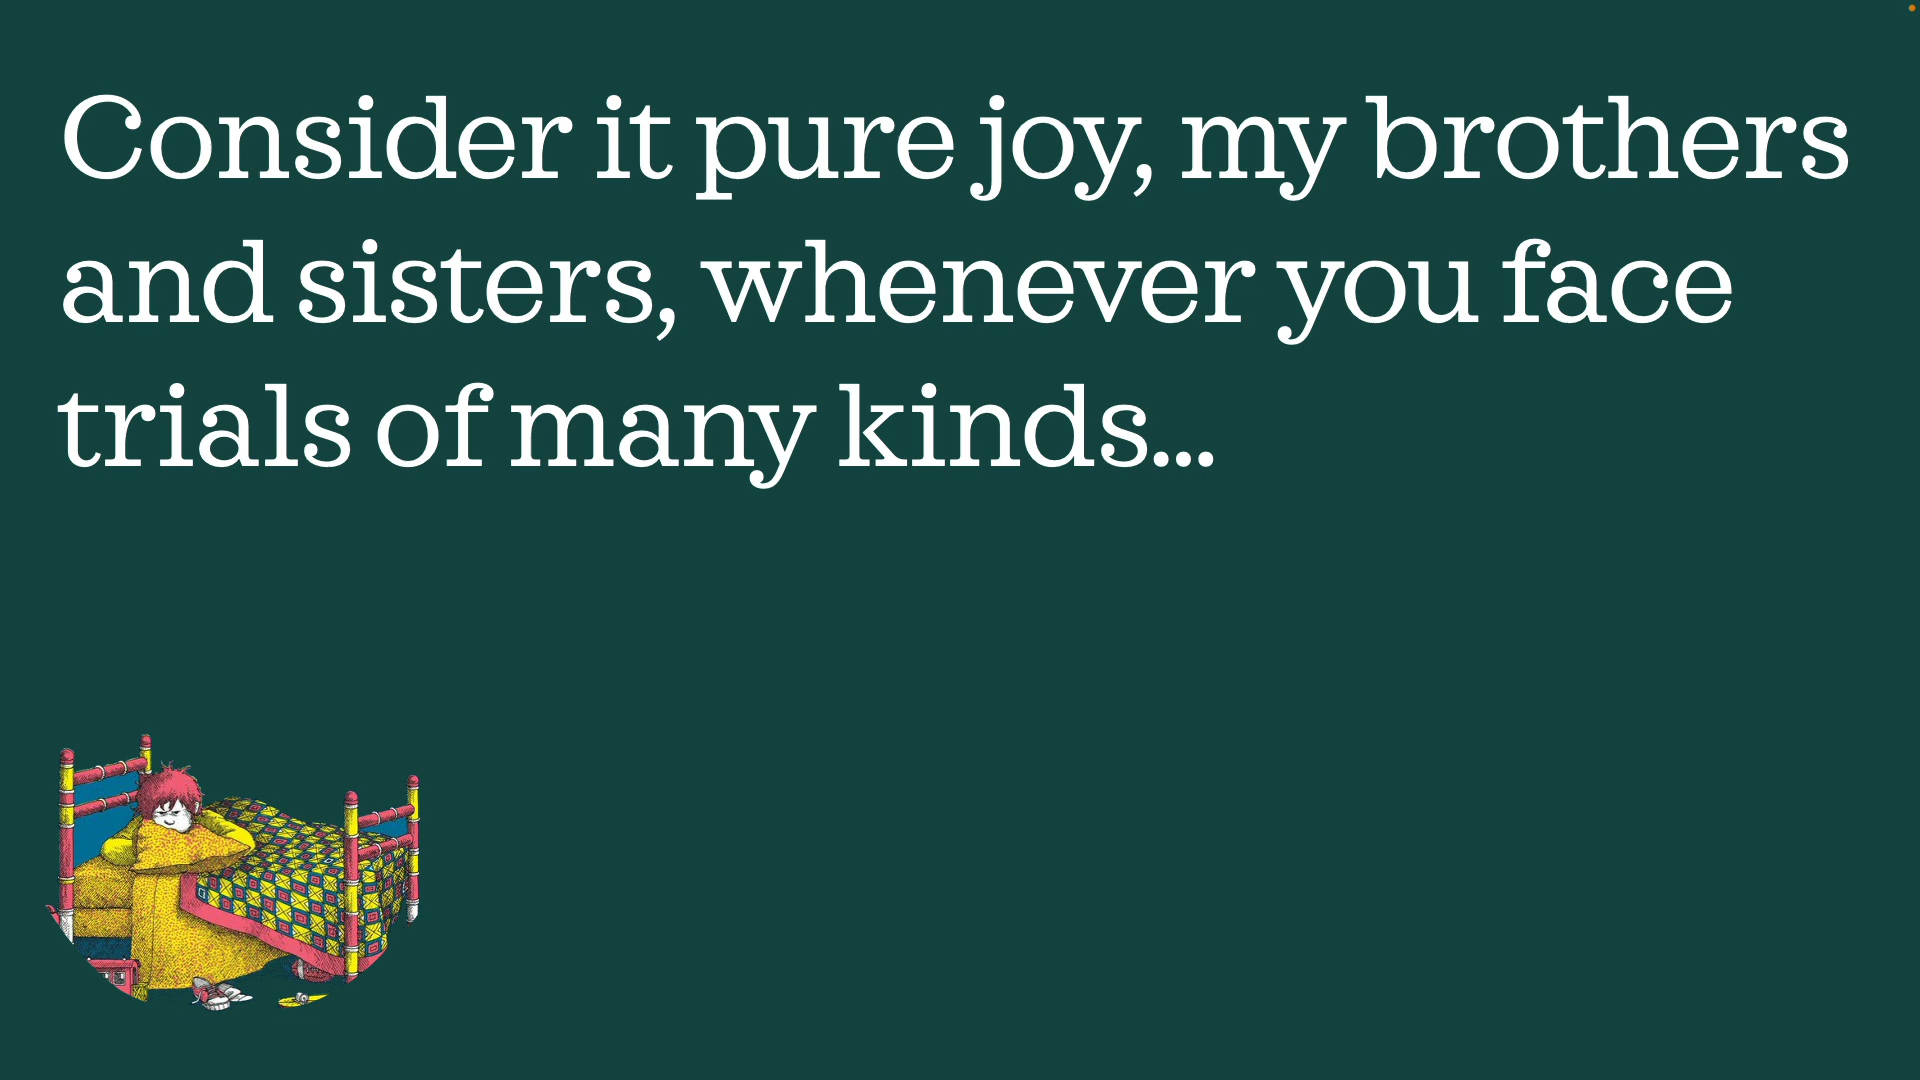 Consider it pure joy, my brothers
and sisters, whenever you face
trials of many kinds...